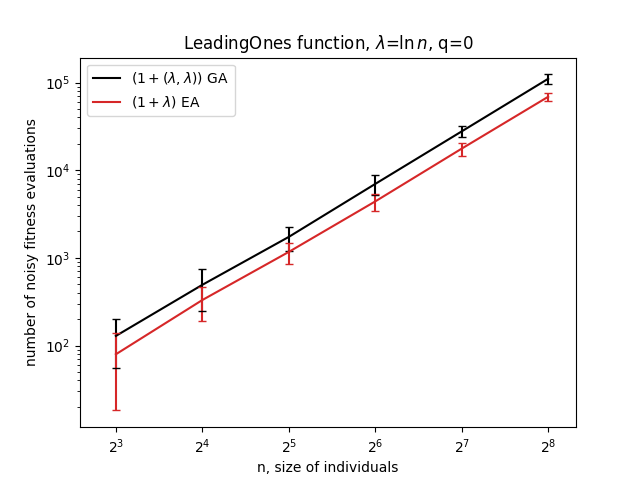 LeadingOnes function, λ=ln n, q=0
(1 + (λ, λ)) GA
(1 + λ) EA
number of noisy fitness evaluations
10⁵
10⁴
10³
10²
2³ 2⁴ 2⁵ 2⁶ 2⁷ 2⁸
n, size of individuals